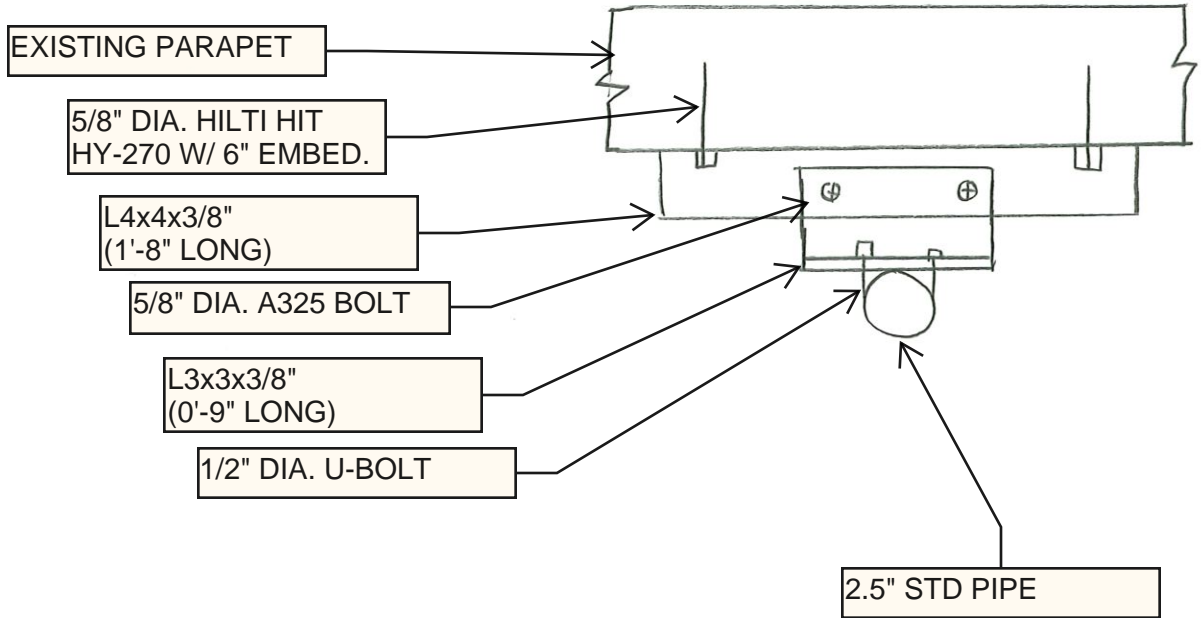 EXISTING PARAPET
5/8" DIA. HILTI HIT
HY-270 W/ 6" EMBED.
L4x4x3/8"
(1'-8" LONG)
5/8" DIA. A325 BOLT
L3x3x3/8"
(0'-9" LONG)
1/2" DIA. U-BOLT
2.5" STD PIPE